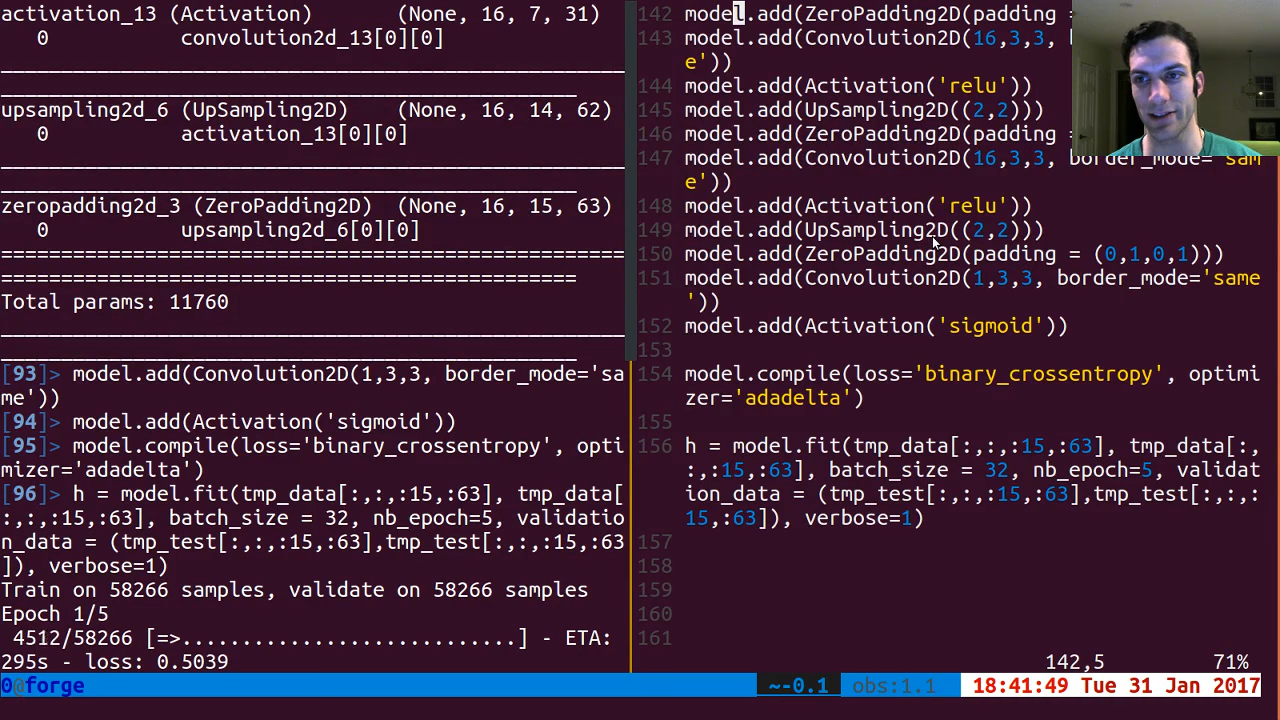 activation_13 (Activation)       (None, 16, 7, 31)
0           convolution2d_13[0][0]
upsampling2d_6 (UpSampling2D)    (None, 16, 14, 62)
0           activation_13[0][0]
zeropadding2d_3 (ZeroPadding2D)  (None, 16, 15, 63)
0           upsampling2d_6[0][0]
Total params: 11760
[93]> model.add(Convolution2D(1,3,3, border_mode='sa
me'))
[94]> model.add(Activation('sigmoid'))
[95]> model.compile(loss='binary_crossentropy', opti
mizer='adadelta')
[96]> h = model.fit(tmp_data[:,:,:15,:63], tmp_data[
:,:,:15,:63], batch_size = 32, nb_epoch=5, validatio
n_data = (tmp_test[:,:,:15,:63],tmp_test[:,:,:15,:63
]), verbose=1)
Train on 58266 samples, validate on 58266 samples
Epoch 1/5
4512/58266 [=>............................] - ETA:
295s - loss: 0.5039
142 model.add(ZeroPadding2D(padding =
143 model.add(Convolution2D(16,3,3,
e'))
144 model.add(Activation('relu'))
145 model.add(UpSampling2D((2,2)))
146 model.add(ZeroPadding2D(padding =
147 model.add(Convolution2D(16,3,3, border_mode='sam
e'))
148 model.add(Activation('relu'))
149 model.add(UpSampling2D((2,2)))
150 model.add(ZeroPadding2D(padding = (0,1,0,1)))
151 model.add(Convolution2D(1,3,3, border_mode='same
'))
152 model.add(Activation('sigmoid'))
153
154 model.compile(loss='binary_crossentropy', optimi
zer='adadelta')
155
156 h = model.fit(tmp_data[:,:,:15,:63], tmp_data[:,
:,:15,:63], batch_size = 32, nb_epoch=5, validat
ion_data = (tmp_test[:,:,:15,:63],tmp_test[:,:,:
15,:63]), verbose=1)
157
158
159
160
161
142,5 71%
0@forge ~-0.1 obs:1.1 18:41:49 Tue 31 Jan 2017